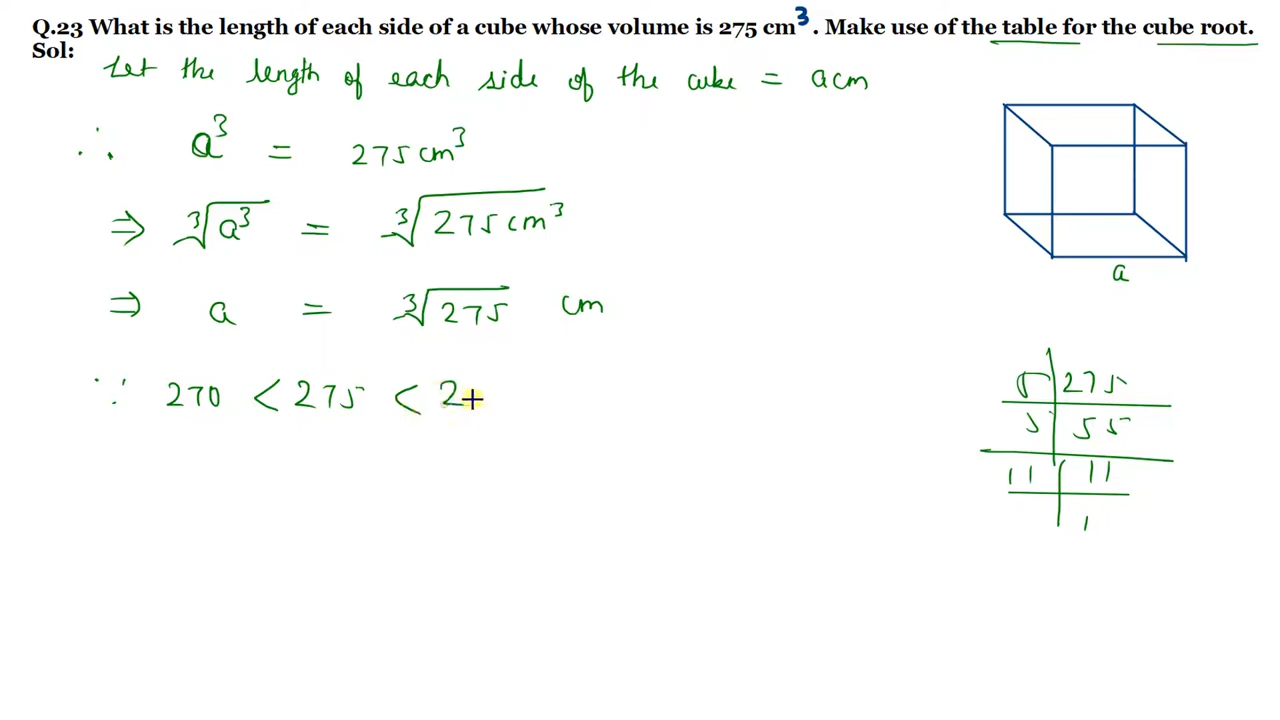 Q.23 What is the length of each side of a cube whose volume is 275 cm³. Make use of the table for the cube root.
Sol:
Let the length of each side of the cube = a cm
∴ a³ = 275 cm³
⇒ ∛a³ = ∛275 cm³
⇒ a = ∛275 cm
a
∵ 270 < 275 < 2
5 | 275
5 | 55
11 | 11
1